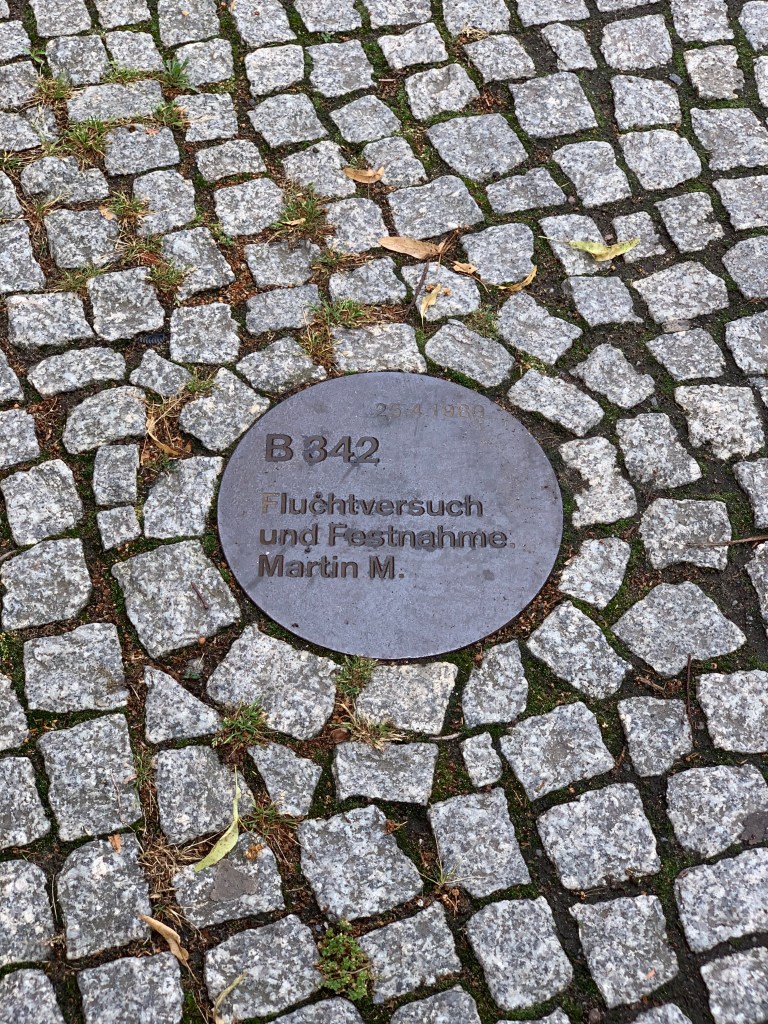 B 342
Fluchtversuch
und Festnahme.
Martin M.